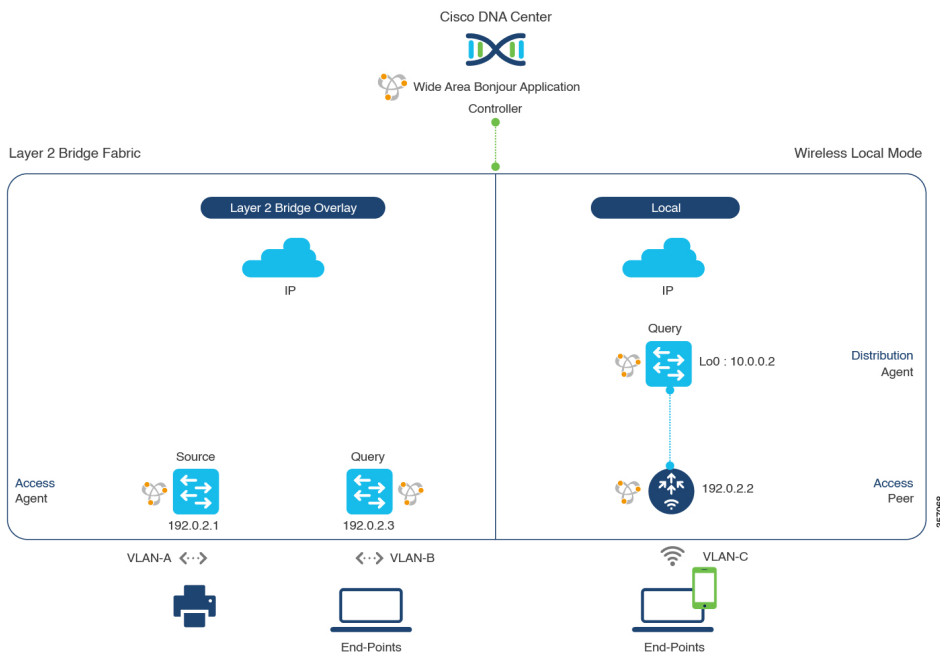 Cisco DNA Center
Wide Area Bonjour Application
Controller
Layer 2 Bridge Fabric
Wireless Local Mode
Layer 2 Bridge Overlay
Local
IP
IP
Query
Lo0 : 10.0.0.2
Distribution
Agent
Source
Query
Access
Agent
192.0.2.1
192.0.2.3
192.0.2.2
Access
Peer
357068
VLAN-A
VLAN-B
VLAN-C
End-Points
End-Points